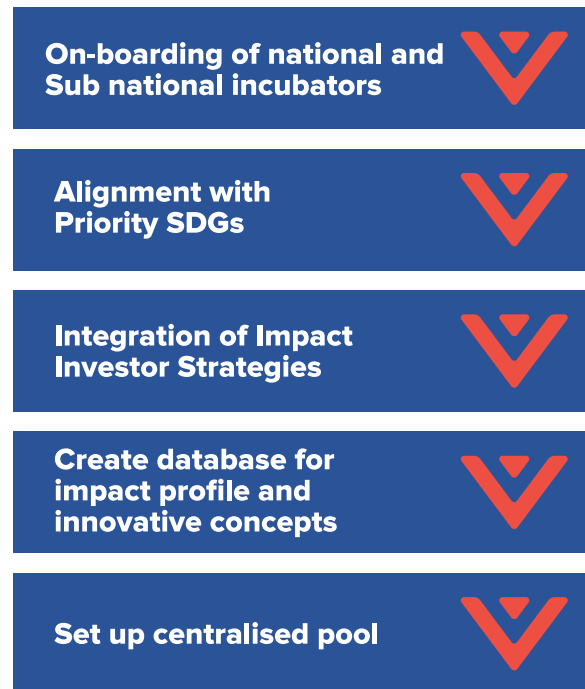 On-boarding of national and
Sub national incubators
Alignment with
Priority SDGs
Integration of Impact
Investor Strategies
Create database for
impact profile and
innovative concepts
Set up centralised pool